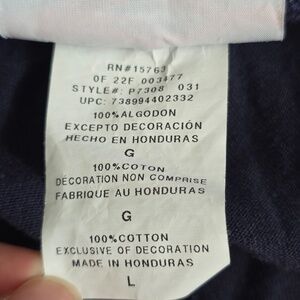 RN#15763
OF 22F 003477
STYLE#: P7308 031
UPC: 738994402332
100%ALGODON
EXCEPTO DECORACIÓN
HECHO EN HONDURAS
G
100%COTON
DÉCORATION NON COMPRISE
FABRIQUE AU HONDURAS
G
100%COTTON
EXCLUSIVE OF DECORATION
MADE IN HONDURAS
L